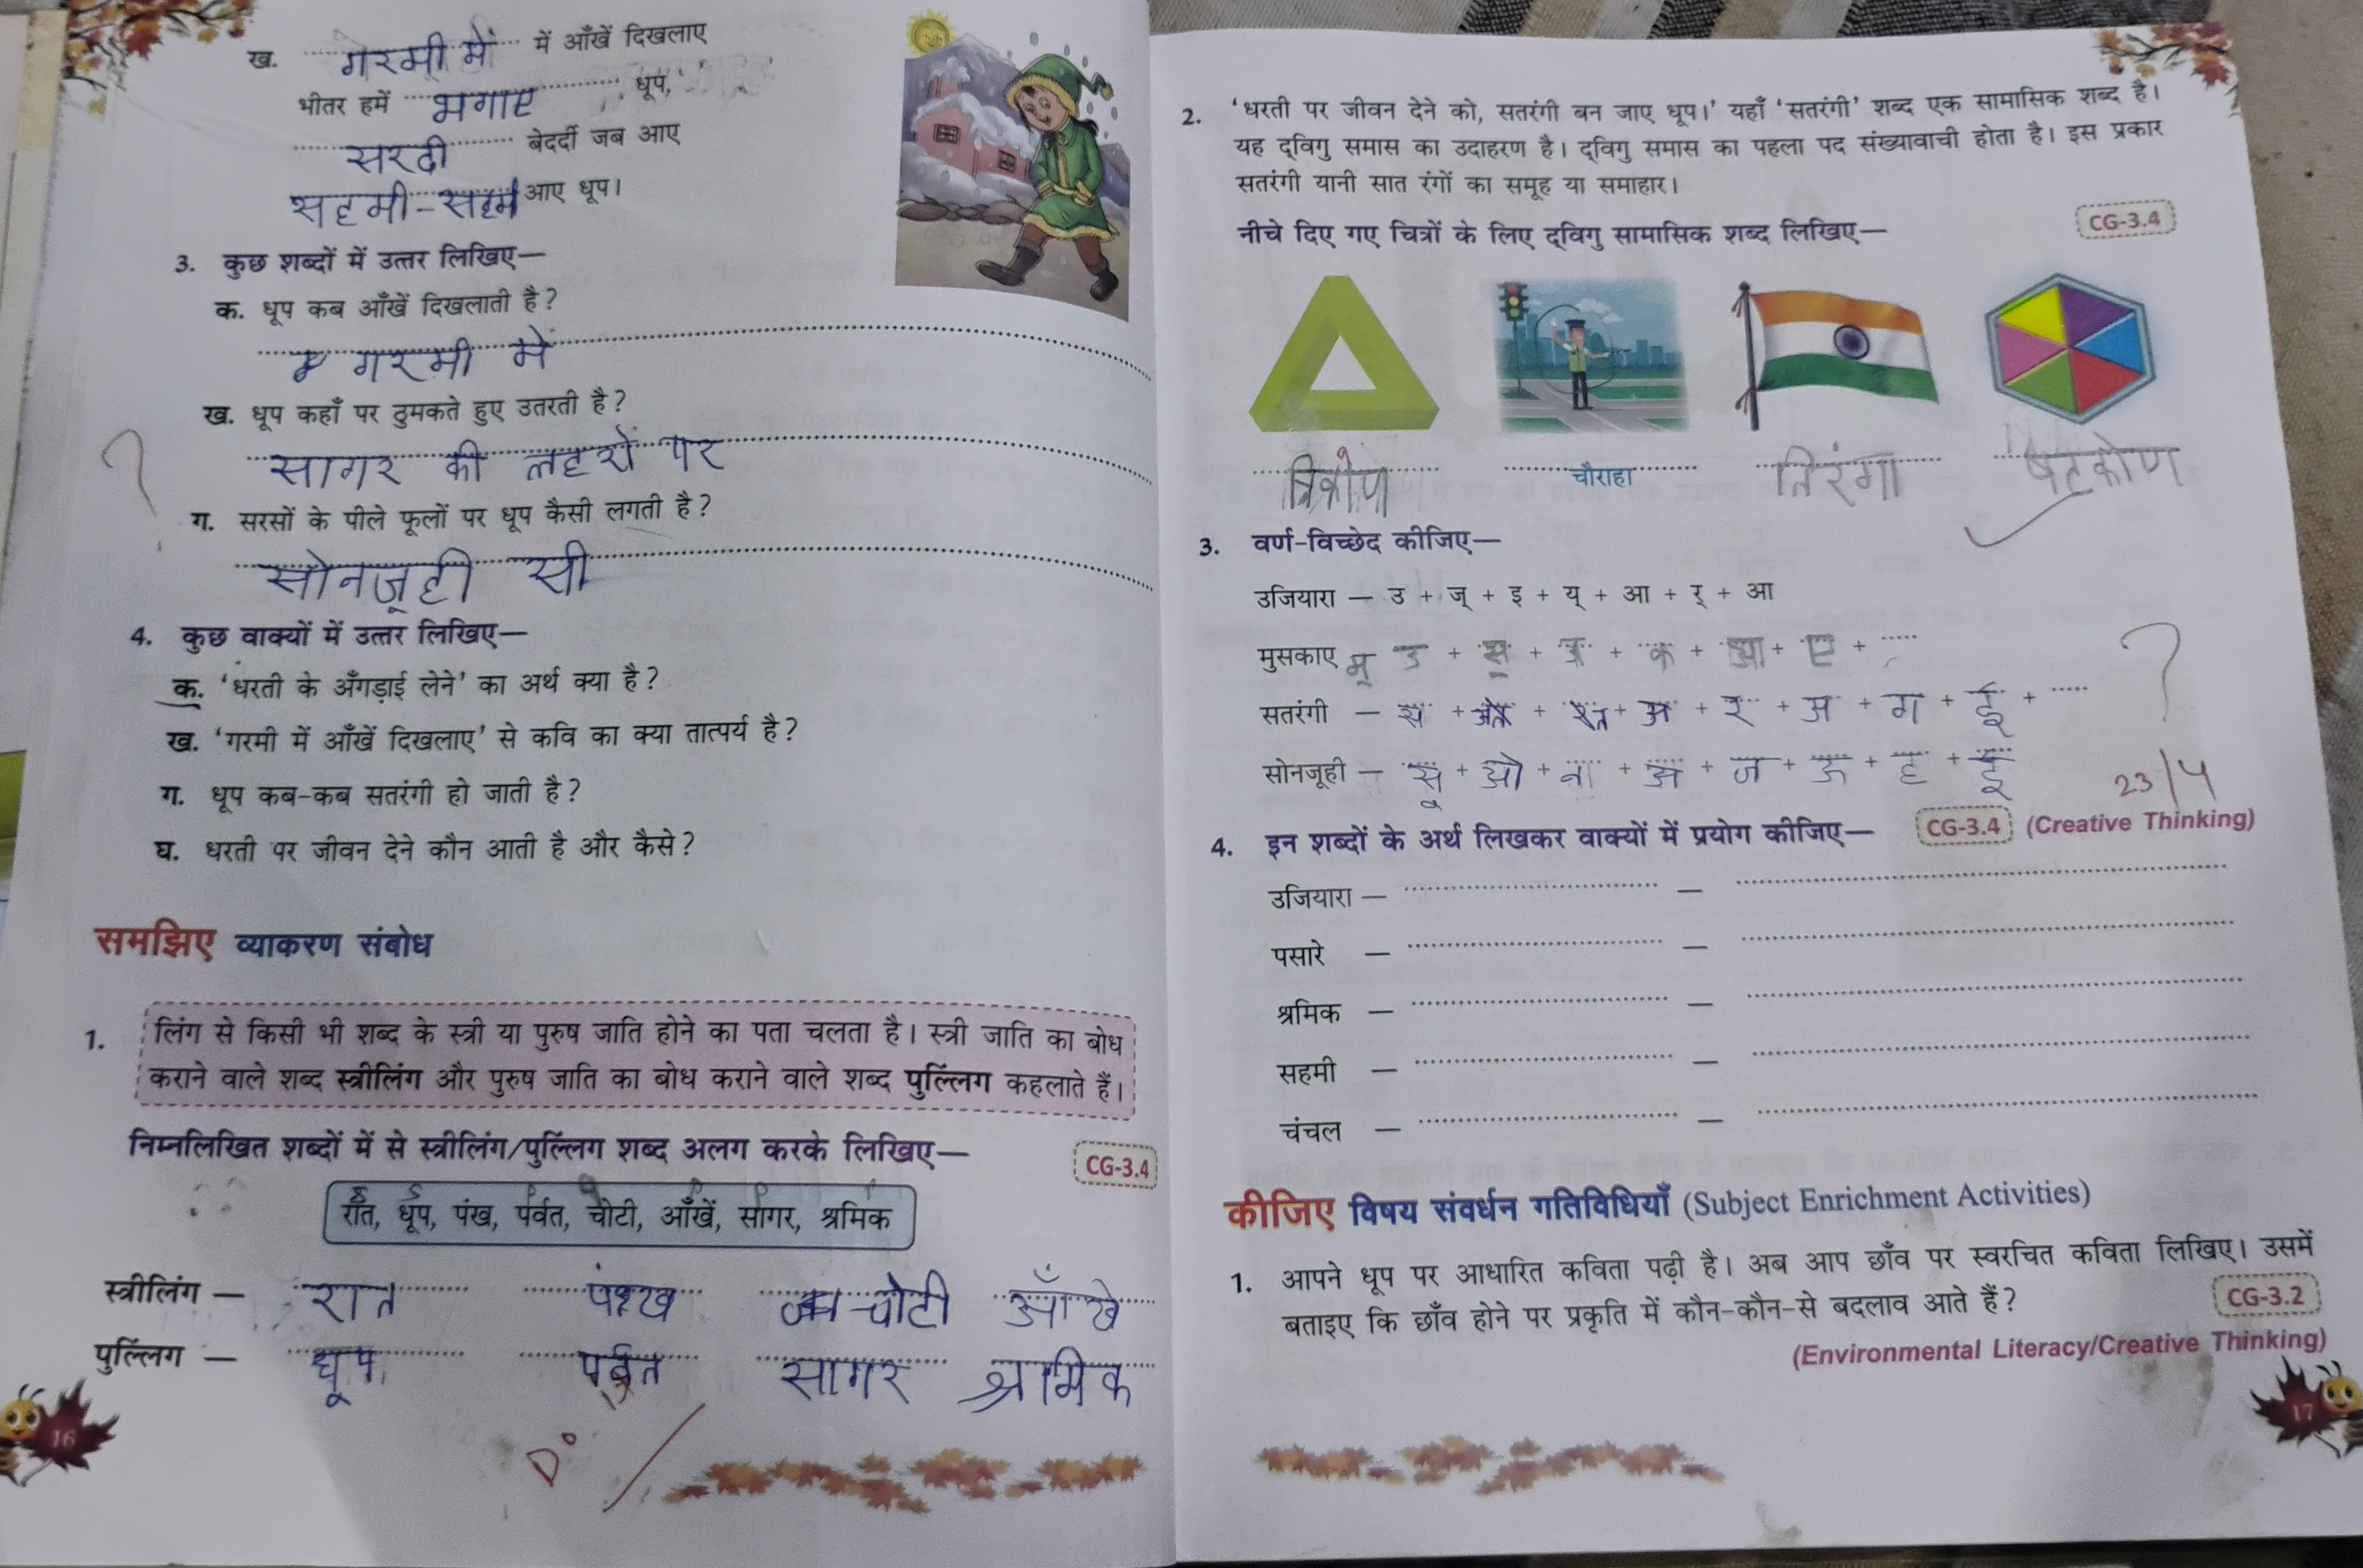 ख. गरमी में में आँखें दिखलाए
भीतर हमें भगाए धूप,
सरदी बेदर्दी जब आए
सहमी-सहमी आए धूप।
3. कुछ शब्दों में उत्तर लिखिए—
क. धूप कब आँखें दिखलाती है?
गरमी में
ख. धूप कहाँ पर ठुमकते हुए उतरती है?
सागर की लहरों पर
ग. सरसों के पीले फूलों पर धूप कैसी लगती है?
सोनजूही सी
4. कुछ वाक्यों में उत्तर लिखिए—
क. 'धरती के अँगड़ाई लेने' का अर्थ क्या है?
ख. 'गरमी में आँखें दिखलाए' से कवि का क्या तात्पर्य है?
ग. धूप कब-कब सतरंगी हो जाती है?
घ. धरती पर जीवन देने कौन आती है और कैसे?
समझिए व्याकरण संबोध
1. लिंग से किसी भी शब्द के स्त्री या पुरुष जाति होने का पता चलता है। स्त्री जाति का बोध
कराने वाले शब्द स्त्रीलिंग और पुरुष जाति का बोध कराने वाले शब्द पुल्लिंग कहलाते हैं।
निम्नलिखित शब्दों में से स्त्रीलिंग/पुल्लिंग शब्द अलग करके लिखिए—
CG-3.4
रात, धूप, पंख, पर्वत, चोटी, आँखें, सागर, श्रमिक
स्त्रीलिंग — रात पंख चोटी आँखे
पुल्लिंग — धूप पर्वत सागर श्रमिक
16
2. 'धरती पर जीवन देने को, सतरंगी बन जाए धूप।' यहाँ 'सतरंगी' शब्द एक सामासिक शब्द है।
यह द्विगु समास का उदाहरण है। द्विगु समास का पहला पद संख्यावाची होता है। इस प्रकार
सतरंगी यानी सात रंगों का समूह या समाहार।
नीचे दिए गए चित्रों के लिए द्विगु सामासिक शब्द लिखिए—
CG-3.4
त्रिकोण चौराहा तिरंगा षट्कोण
3. वर्ण-विच्छेद कीजिए—
उजियारा — उ + ज् + इ + य् + आ + र् + आ
मुसकाए म् उ + स + + क + आ + ए +
सतरंगी — स + + + अ + र + अ + ग + ई +
सोनजूही — + ओ + न + अ + ज + ऊ + ह + ई
23/4
4. इन शब्दों के अर्थ लिखकर वाक्यों में प्रयोग कीजिए—
CG-3.4 (Creative Thinking)
उजियारा — —
पसारे — —
श्रमिक — —
सहमी — —
चंचल — —
कीजिए विषय संवर्धन गतिविधियाँ (Subject Enrichment Activities)
1. आपने धूप पर आधारित कविता पढ़ी है। अब आप छाँव पर स्वरचित कविता लिखिए। उसमें
बताइए कि छाँव होने पर प्रकृति में कौन-कौन-से बदलाव आते हैं?
CG-3.2
(Environmental Literacy/Creative Thinking)
17